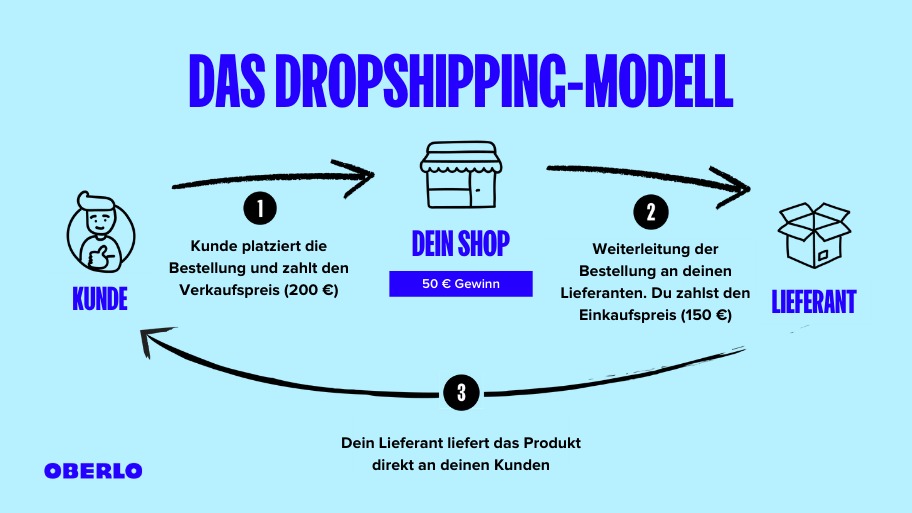 DAS DROPSHIPPING-MODELL
KUNDE
1
Kunde platziert die
Bestellung und zahlt den
Verkaufspreis (200 €)
DEIN SHOP
50 € Gewinn
2
Weiterleitung der
Bestellung an deinen
Lieferanten. Du zahlst den
Einkaufspreis (150 €)
LIEFERANT
3
Dein Lieferant liefert das Produkt
direkt an deinen Kunden
OBERLO